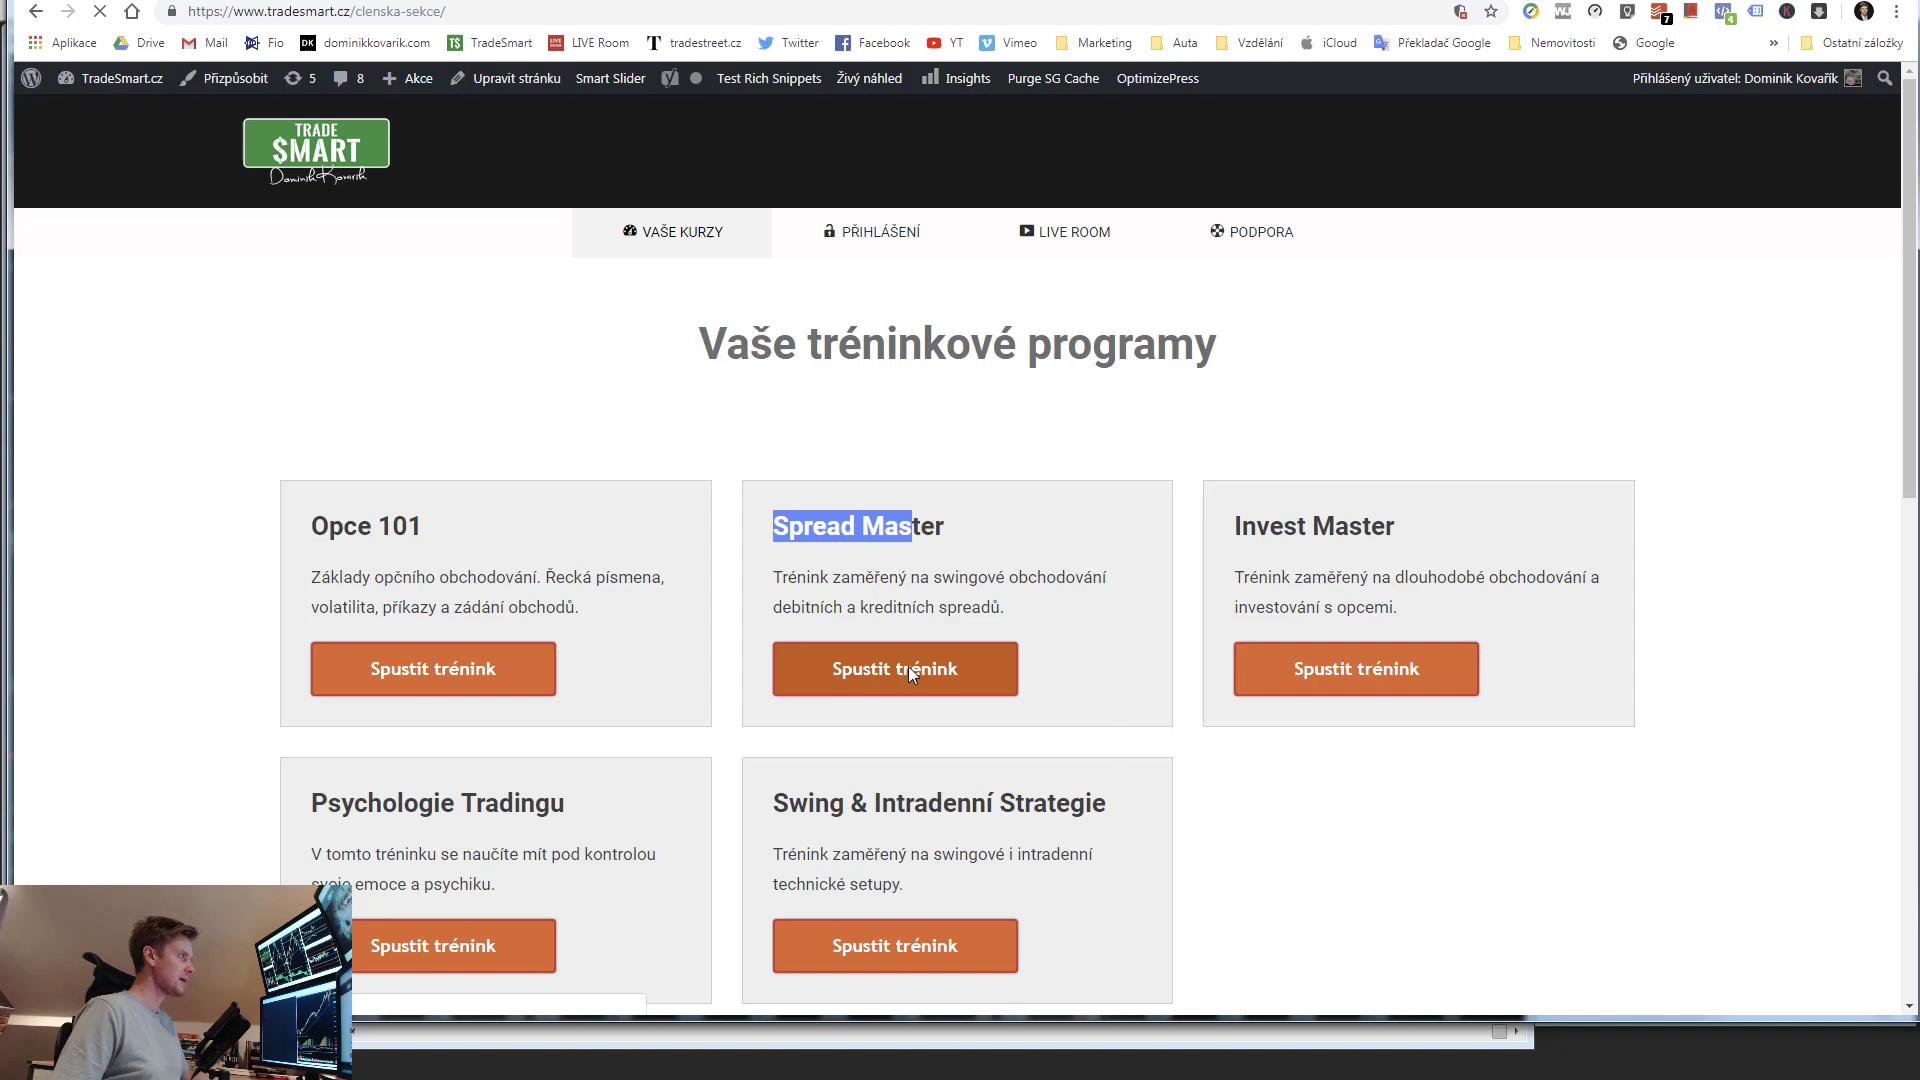 https://www.tradesmart.cz/clenska-sekce/
7
4
Aplikace Drive Mail Fio dominikkovarik.com TradeSmart LIVE Room tradestreet.cz Twitter Facebook YT Vimeo Marketing Auta Vzdělání iCloud Překladač Google Nemovitosti Google » Ostatní záložky
TradeSmart.cz Přizpůsobit 5 8 Akce Upravit stránku Smart Slider Test Rich Snippets Živý náhled Insights Purge SG Cache OptimizePress Přihlášený uživatel: Dominik Kovařík
TRADE
$MART
Dominik Kovarik
VAŠE KURZY PŘIHLÁŠENÍ LIVE ROOM PODPORA
Vaše tréninkové programy
Opce 101
Základy opčního obchodování. Řecká písmena,
volatilita, příkazy a zádání obchodů.
Spustit trénink
Spread Master
Trénink zaměřený na swingové obchodování
debitních a kreditních spreadů.
Spustit trénink
Invest Master
Trénink zaměřený na dlouhodobé obchodování a
investování s opcemi.
Spustit trénink
Psychologie Tradingu
V tomto tréninku se naučíte mít pod kontrolou
svoje emoce a psychiku.
Spustit trénink
Swing & Intradenní Strategie
Trénink zaměřený na swingové i intradenní
technické setupy.
Spustit trénink